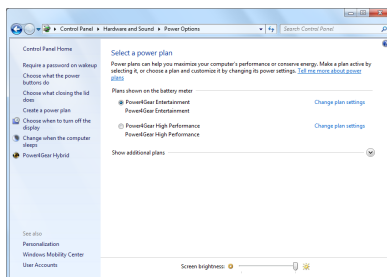 Control Panel ▸ Hardware and Sound ▸ Power Options
Search Control Panel
Control Panel Home
Require a password on wakeup
Choose what the power
buttons do
Choose what closing the lid
does
Create a power plan
Choose when to turn off the
display
Change when the computer
sleeps
Power4Gear Hybrid
See also
Personalization
Windows Mobility Center
User Accounts
Select a power plan
Power plans can help you maximize your computer's performance or conserve energy. Make a plan active by
selecting it, or choose a plan and customize it by changing its power settings. Tell me more about power
plans
Plans shown on the battery meter
Power4Gear Entertainment
Change plan settings
Power4Gear Entertainment
Power4Gear High Performance
Change plan settings
Power4Gear High Performance
Show additional plans
Screen brightness: